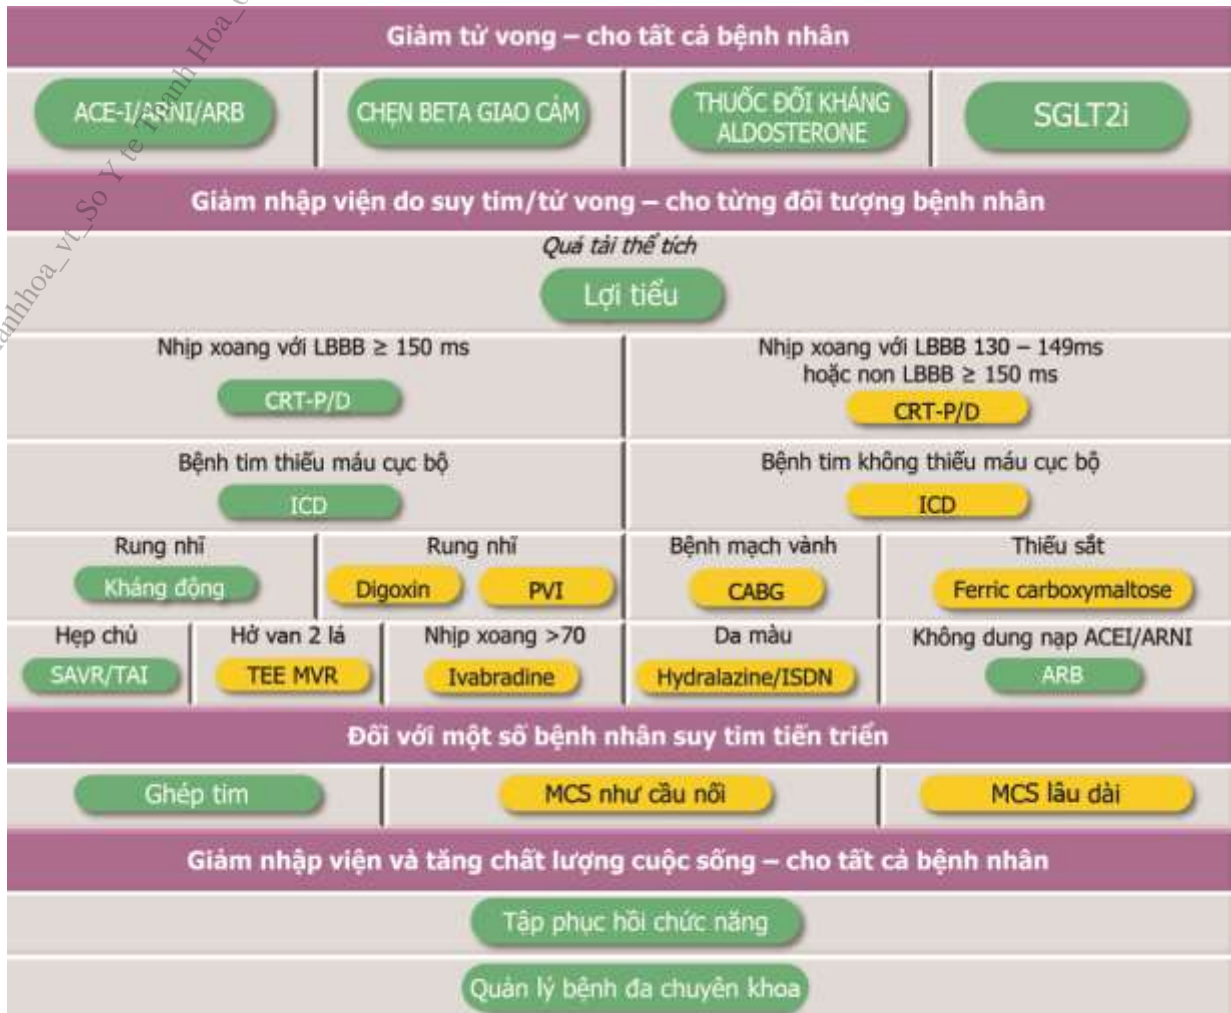 Giảm tử vong – cho tất cả bệnh nhân
ACE-I/ARNI/ARB
CHẸN BETA GIAO CẢM
THUỐC ĐỐI KHÁNG
ALDOSTERONE
SGLT2i
Giảm nhập viện do suy tim/tử vong – cho từng đối tượng bệnh nhân
Quá tải thể tích
Lợi tiểu
Nhịp xoang với LBBB ≥ 150 ms
CRT-P/D
Nhịp xoang với LBBB 130 – 149ms
hoặc non LBBB ≥ 150 ms
CRT-P/D
Bệnh tim thiếu máu cục bộ
ICD
Bệnh tim không thiếu máu cục bộ
ICD
Rung nhĩ
Kháng động
Rung nhĩ
Digoxin
PVI
Bệnh mạch vành
CABG
Thiếu sắt
Ferric carboxymaltose
Hẹp chủ
SAVR/TAI
Hở van 2 lá
TEE MVR
Nhịp xoang >70
Ivabradine
Da màu
Hydralazine/ISDN
Không dung nạp ACEI/ARNI
ARB
Đối với một số bệnh nhân suy tim tiến triển
Ghép tim
MCS như cầu nối
MCS lâu dài
Giảm nhập viện và tăng chất lượng cuộc sống – cho tất cả bệnh nhân
Tập phục hồi chức năng
Quản lý bệnh đa chuyên khoa
vt_So Y te Thanh Hoa